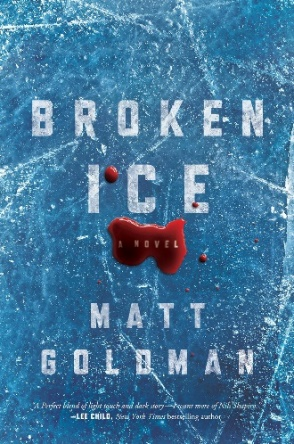 BROKEN
ICE
A NOVEL
MATT
GOLDMAN
"A Perfect blend of light touch and dark story—I want more of Nils Shapiro."
—LEE CHILD, New York Times bestselling author